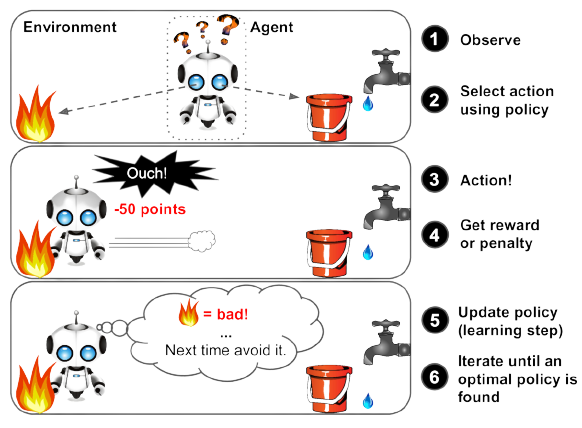 Environment
Agent
? ? ?
1 Observe
2 Select action
using policy
Ouch!
-50 points
3 Action!
4 Get reward
or penalty
= bad!
...
Next time avoid it.
5 Update policy
(learning step)
6 Iterate until an
optimal policy is
found